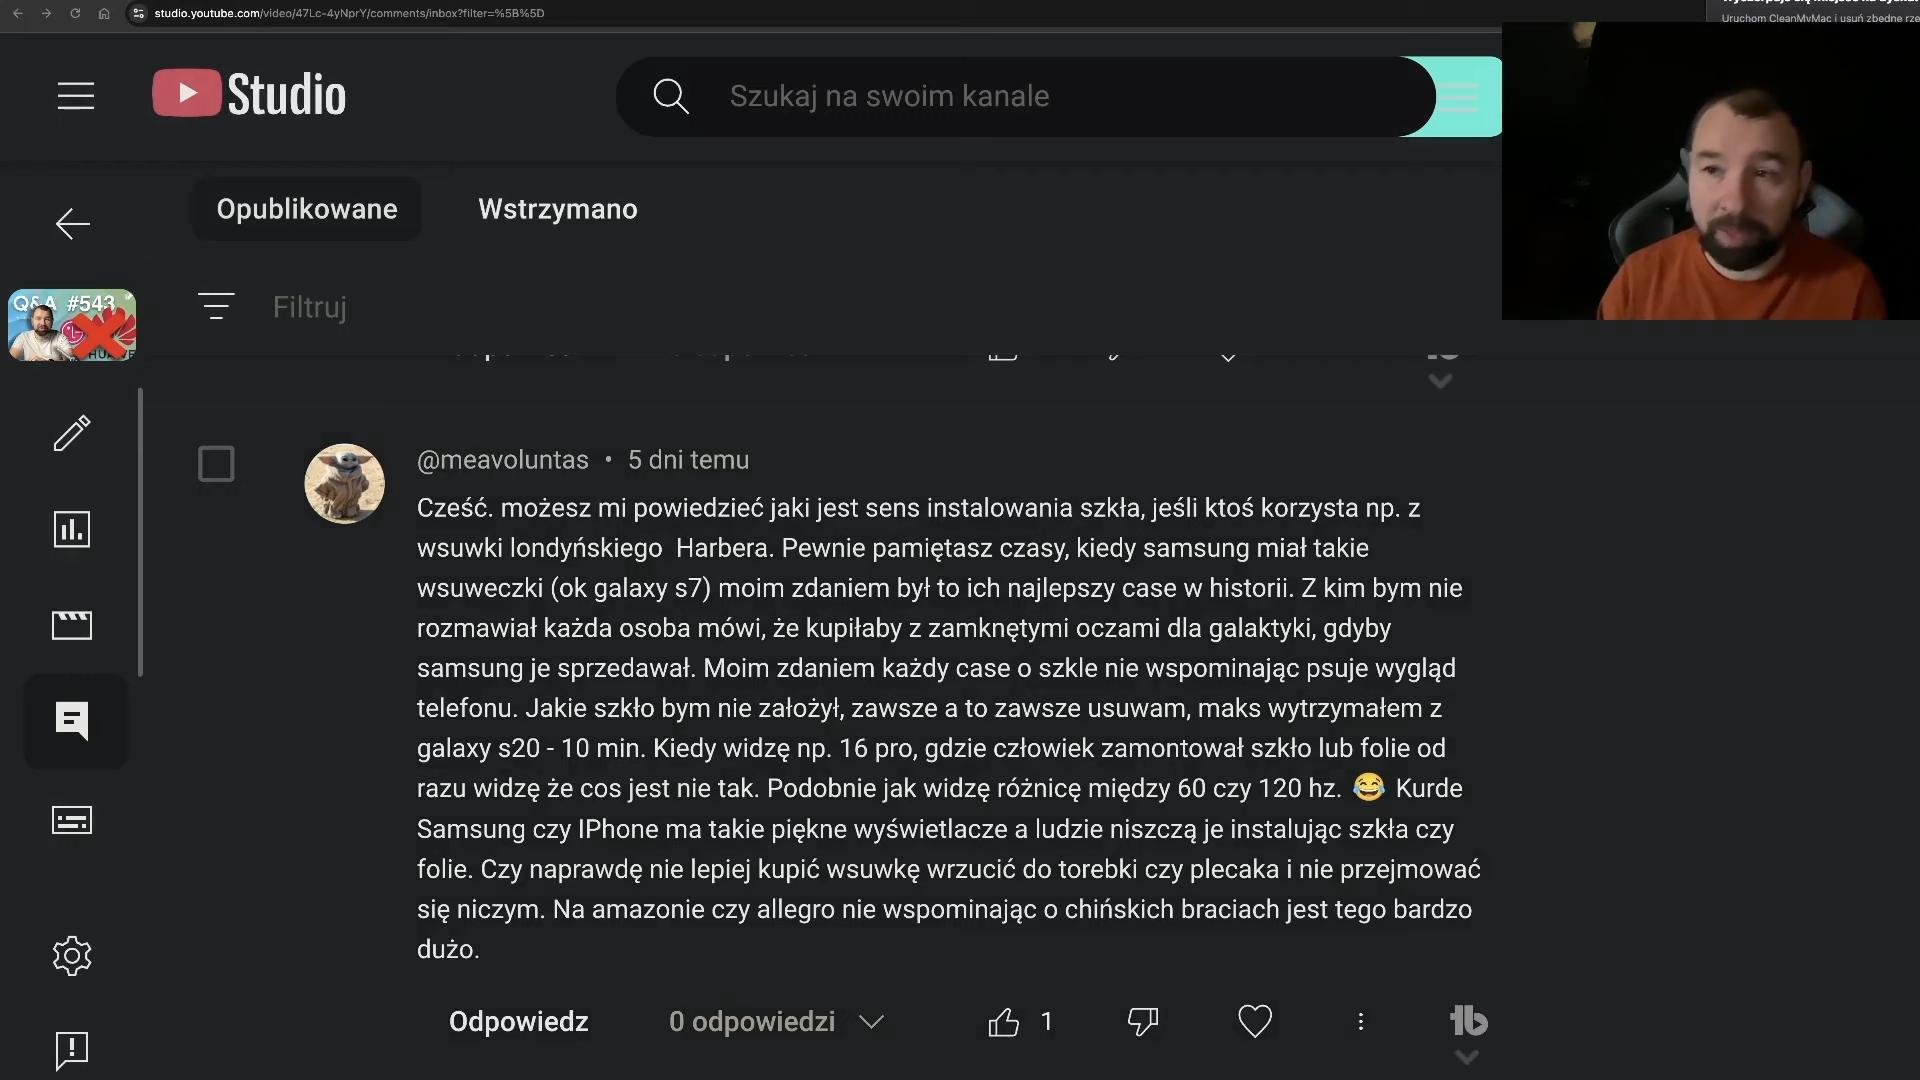 studio.youtube.com/video/47Lc-4yNprY/comments/inbox?filter=%5B%5D
Uruchom CleanMyMac i usuń zbędne rze
Studio
Szukaj na swoim kanale
Opublikowane
Wstrzymano
Q&A #543
Filtruj
@meavoluntas • 5 dni temu
Cześć. możesz mi powiedzieć jaki jest sens instalowania szkła, jeśli ktoś korzysta np. z
wsuwki londyńskiego Harbera. Pewnie pamiętasz czasy, kiedy samsung miał takie
wsuweczki (ok galaxy s7) moim zdaniem był to ich najlepszy case w historii. Z kim bym nie
rozmawiał każda osoba mówi, że kupiłaby z zamkniętymi oczami dla galaktyki, gdyby
samsung je sprzedawał. Moim zdaniem każdy case o szkle nie wspominając psuje wygląd
telefonu. Jakie szkło bym nie założył, zawsze a to zawsze usuwam, maks wytrzymałem z
galaxy s20 - 10 min. Kiedy widzę np. 16 pro, gdzie człowiek zamontował szkło lub folie od
razu widzę że cos jest nie tak. Podobnie jak widzę różnicę między 60 czy 120 hz. 😂 Kurde
Samsung czy IPhone ma takie piękne wyświetlacze a ludzie niszczą je instalując szkła czy
folie. Czy naprawdę nie lepiej kupić wsuwkę wrzucić do torebki czy plecaka i nie przejmować
się niczym. Na amazonie czy allegro nie wspominając o chińskich braciach jest tego bardzo
dużo.
Odpowiedz
0 odpowiedzi
1